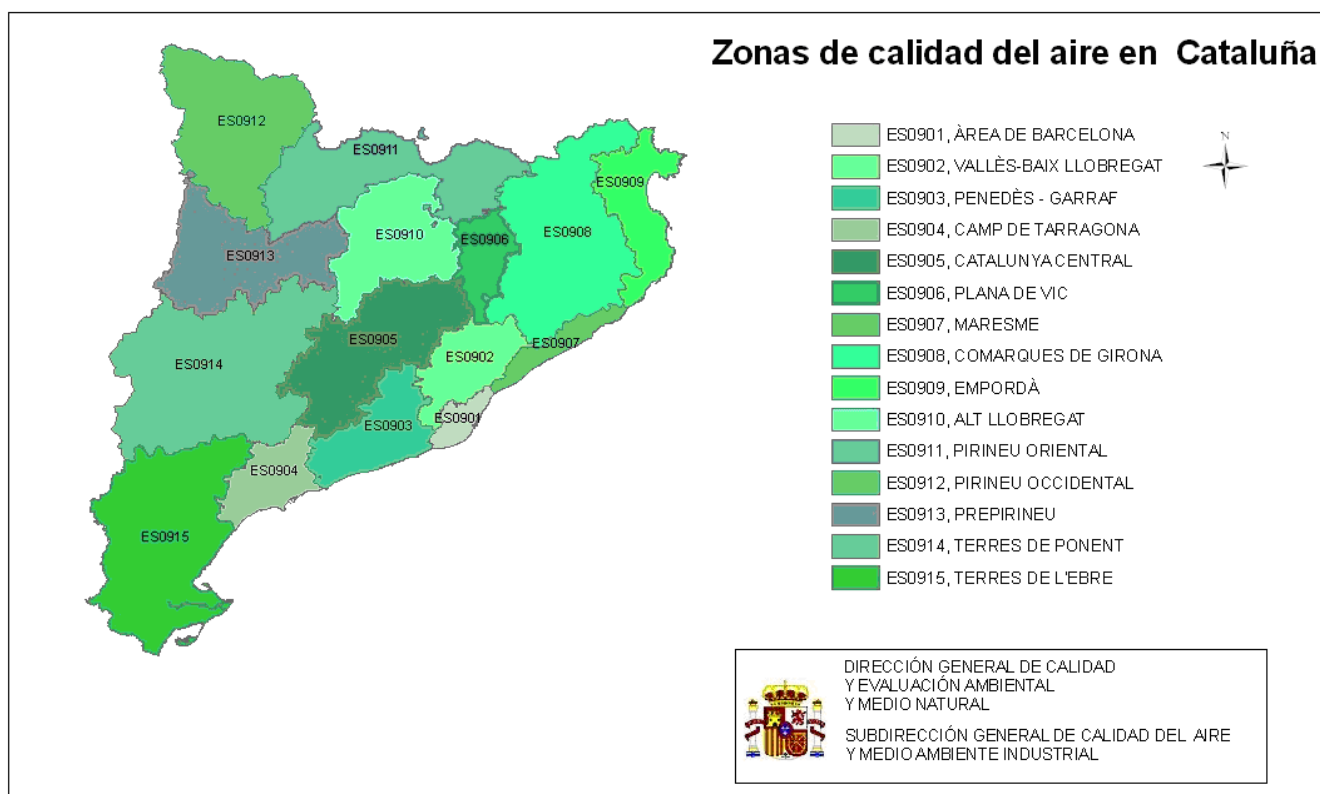 Zonas de calidad del aire en Cataluña
ES0912
ES0911
ES0909
ES0910
ES0906
ES0908
ES0913
ES0905
ES0907
ES0902
ES0914
ES0901
ES0903
ES0904
ES0915
N
ES0901, ÀREA DE BARCELONA
ES0902, VALLÈS-BAIX LLOBREGAT
ES0903, PENEDÈS - GARRAF
ES0904, CAMP DE TARRAGONA
ES0905, CATALUNYA CENTRAL
ES0906, PLANA DE VIC
ES0907, MARESME
ES0908, COMARQUES DE GIRONA
ES0909, EMPORDÀ
ES0910, ALT LLOBREGAT
ES0911, PIRINEU ORIENTAL
ES0912, PIRINEU OCCIDENTAL
ES0913, PREPIRINEU
ES0914, TERRES DE PONENT
ES0915, TERRES DE L'EBRE
DIRECCIÓN GENERAL DE CALIDAD
Y EVALUACIÓN AMBIENTAL
Y MEDIO NATURAL
SUBDIRECCIÓN GENERAL DE CALIDAD DEL AIRE
Y MEDIO AMBIENTE INDUSTRIAL